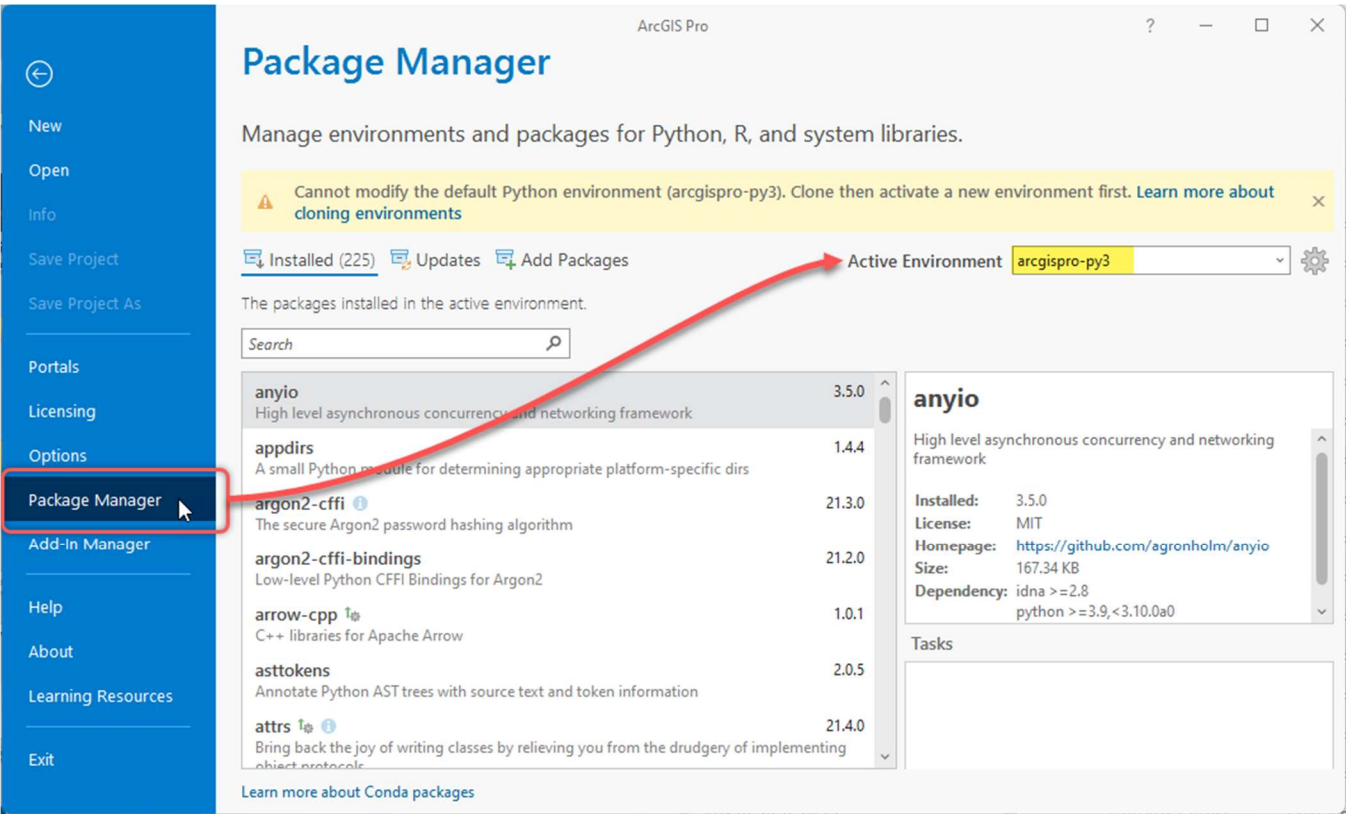 ArcGIS Pro
?
New
Open
Info
Save Project
Save Project As
Portals
Licensing
Options
Package Manager
Add-In Manager
Help
About
Learning Resources
Exit
Package Manager
Manage environments and packages for Python, R, and system libraries.
Cannot modify the default Python environment (arcgispro-py3). Clone then activate a new environment first. Learn more about
cloning environments
Installed (225) Updates Add Packages
Active Environment arcgispro-py3
The packages installed in the active environment.
Search
anyio 3.5.0
High level asynchronous concurrency and networking framework
appdirs 1.4.4
A small Python module for determining appropriate platform-specific dirs
argon2-cffi 21.3.0
The secure Argon2 password hashing algorithm
argon2-cffi-bindings 21.2.0
Low-level Python CFFI Bindings for Argon2
arrow-cpp 1.0.1
C++ libraries for Apache Arrow
asttokens 2.0.5
Annotate Python AST trees with source text and token information
attrs 21.4.0
Bring back the joy of writing classes by relieving you from the drudgery of implementing
object protocols
anyio
High level asynchronous concurrency and networking
framework
Installed: 3.5.0
License: MIT
Homepage: https://github.com/agronholm/anyio
Size: 167.34 KB
Dependency: idna >=2.8
python >=3.9,<3.10.0a0
Tasks
Learn more about Conda packages